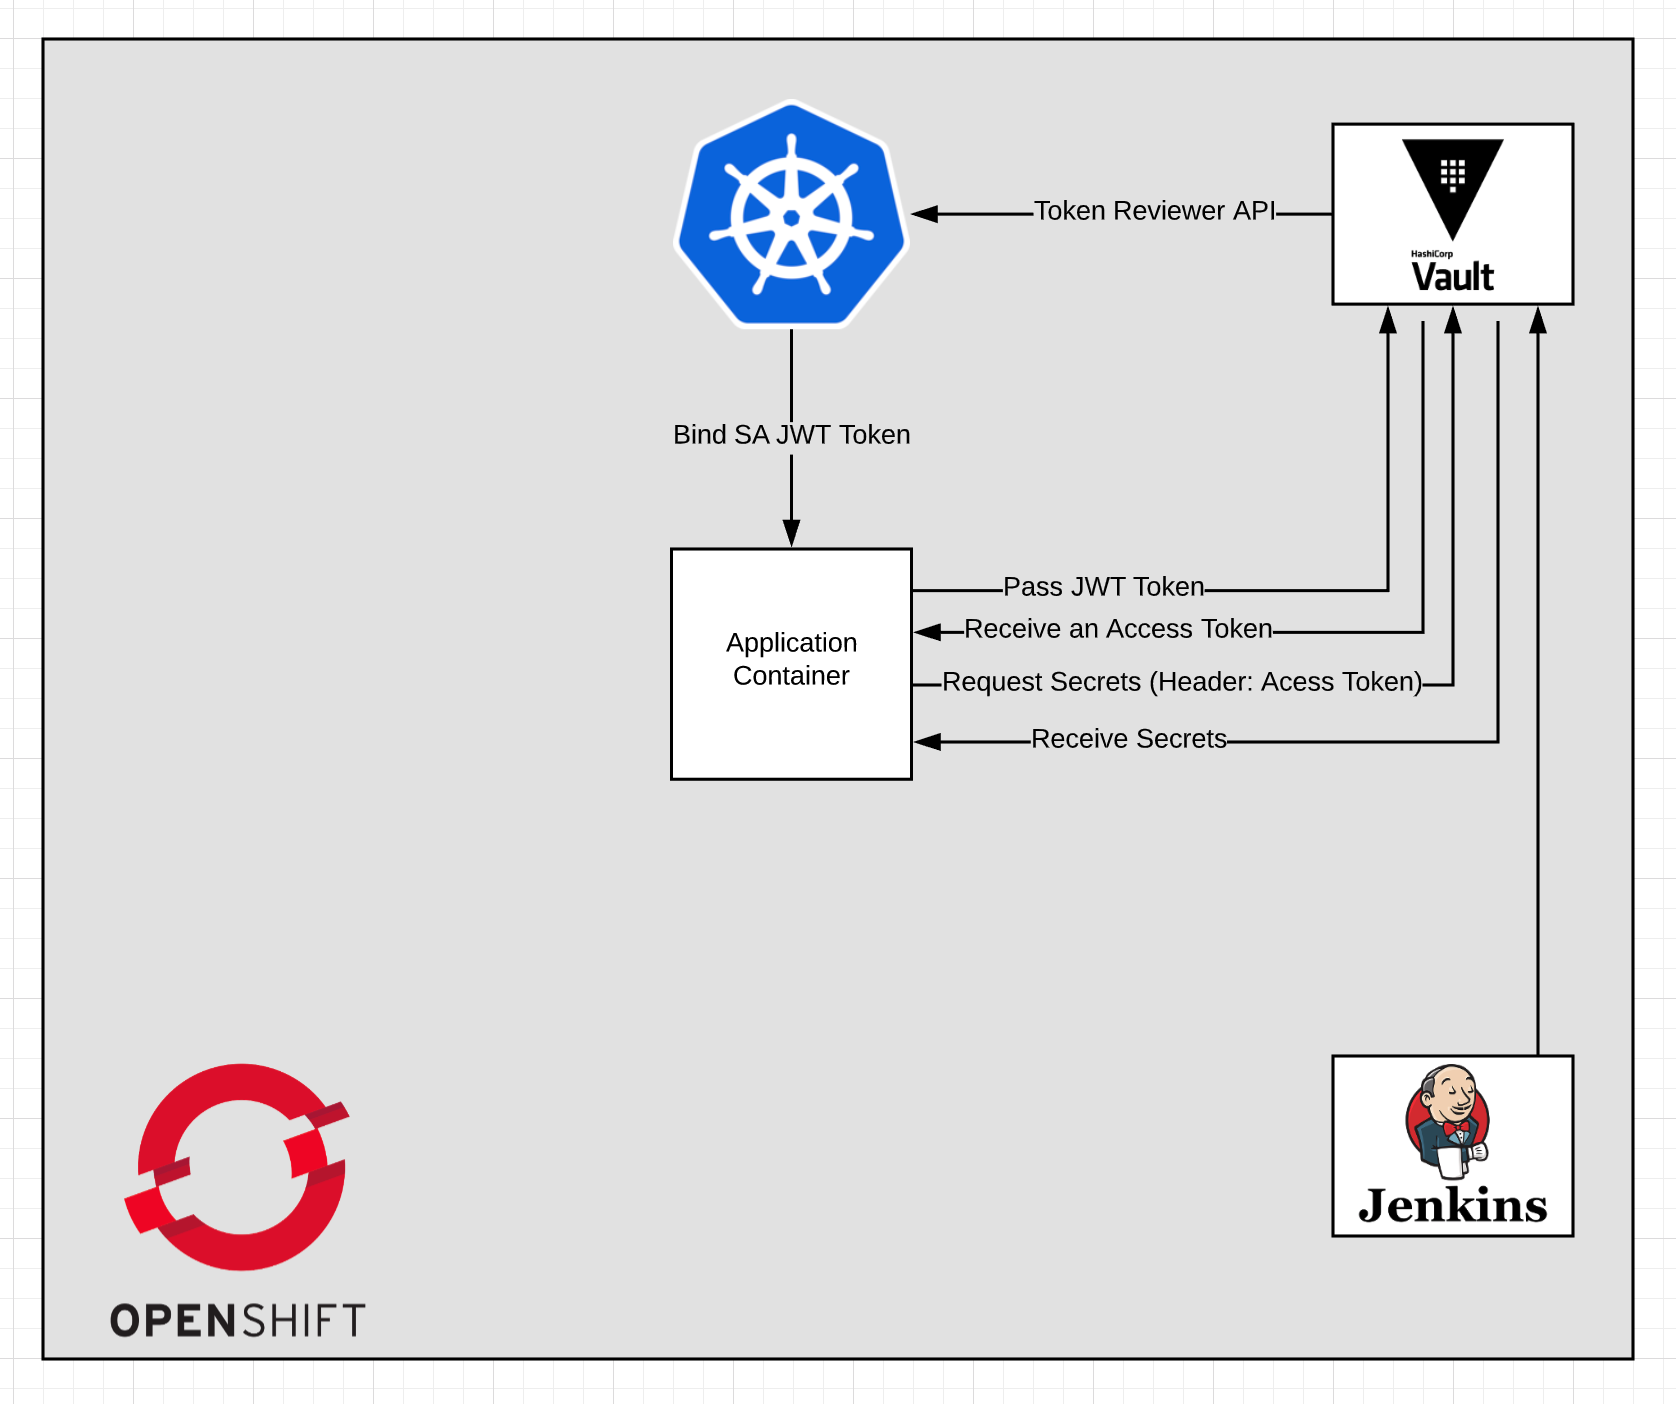 Token Reviewer API
HashiCorp
Vault
Bind SA JWT Token
Application
Container
Pass JWT Token
Receive an Access Token
Request Secrets (Header: Acess Token)
Receive Secrets
Jenkins
OPENSHIFT